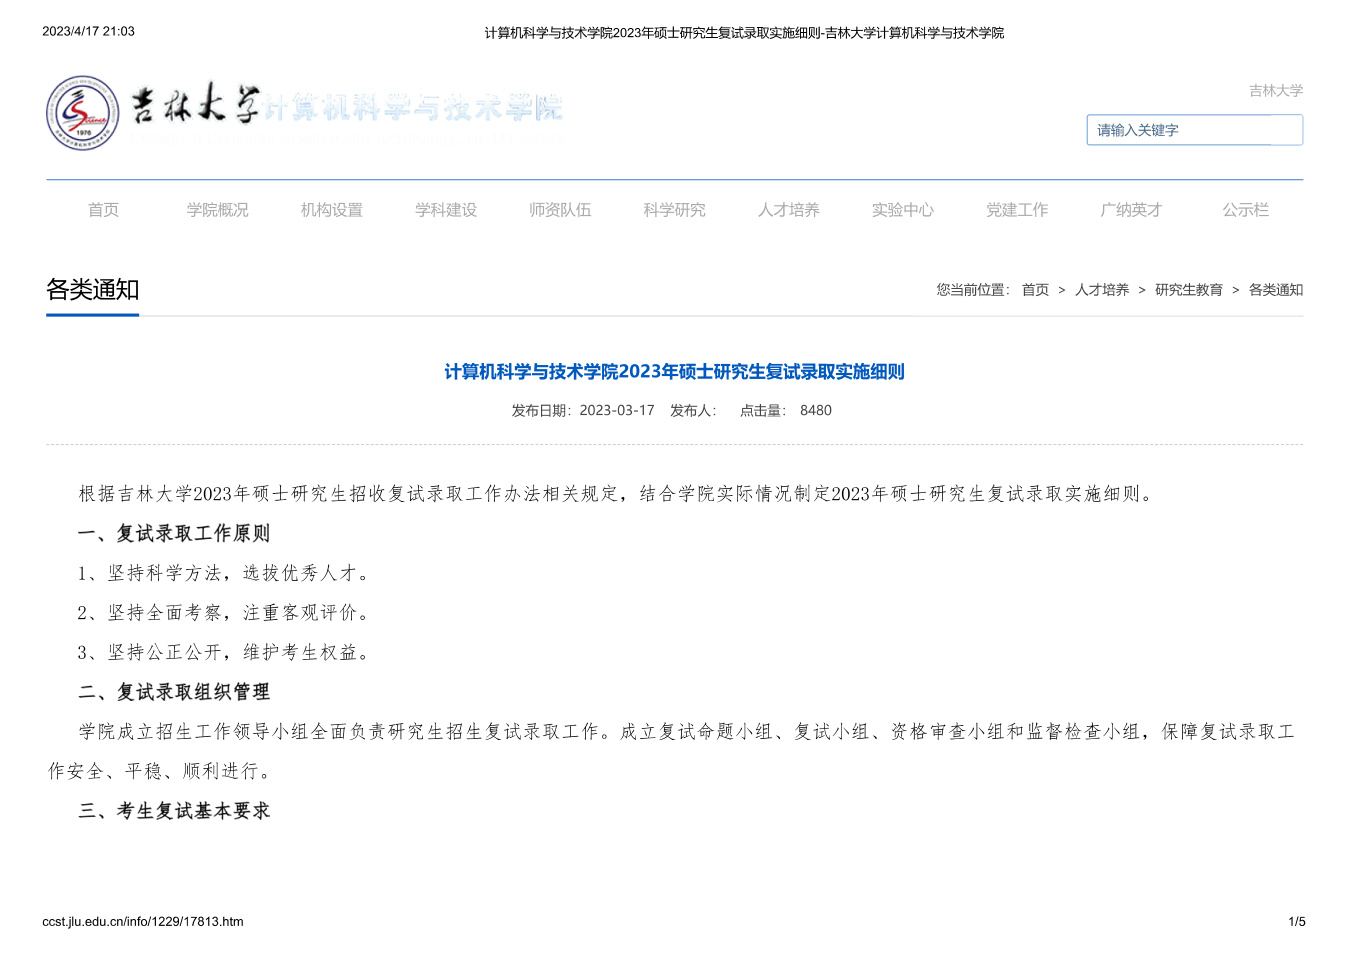 2023/4/17 21:03
计算机科学与技术学院2023年硕士研究生复试录取实施细则-吉林大学计算机科学与技术学院
吉林大学计算机科学与技术学院
1976
吉林大学
请输入关键字
首页 学院概况 机构设置 学科建设 师资队伍 科学研究 人才培养 实验中心 党建工作 广纳英才 公示栏
各类通知
您当前位置： 首页 > 人才培养 > 研究生教育 > 各类通知
计算机科学与技术学院2023年硕士研究生复试录取实施细则
发布日期：2023-03-17 发布人： 点击量： 8480
根据吉林大学2023年硕士研究生招收复试录取工作办法相关规定，结合学院实际情况制定2023年硕士研究生复试录取实施细则。
一、复试录取工作原则
1、坚持科学方法，选拔优秀人才。
2、坚持全面考察，注重客观评价。
3、坚持公正公开，维护考生权益。
二、复试录取组织管理
学院成立招生工作领导小组全面负责研究生招生复试录取工作。成立复试命题小组、复试小组、资格审查小组和监督检查小组，保障复试录取工
作安全、平稳、顺利进行。
三、考生复试基本要求
ccst.jlu.edu.cn/info/1229/17813.htm
1/5